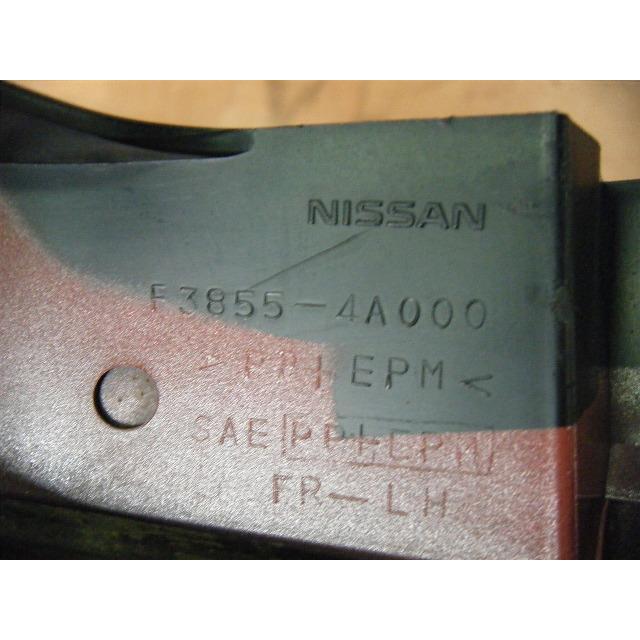 NISSAN
F3855-4A000
>PP+EPM<
SAE[PP+EPM]
FR-LH